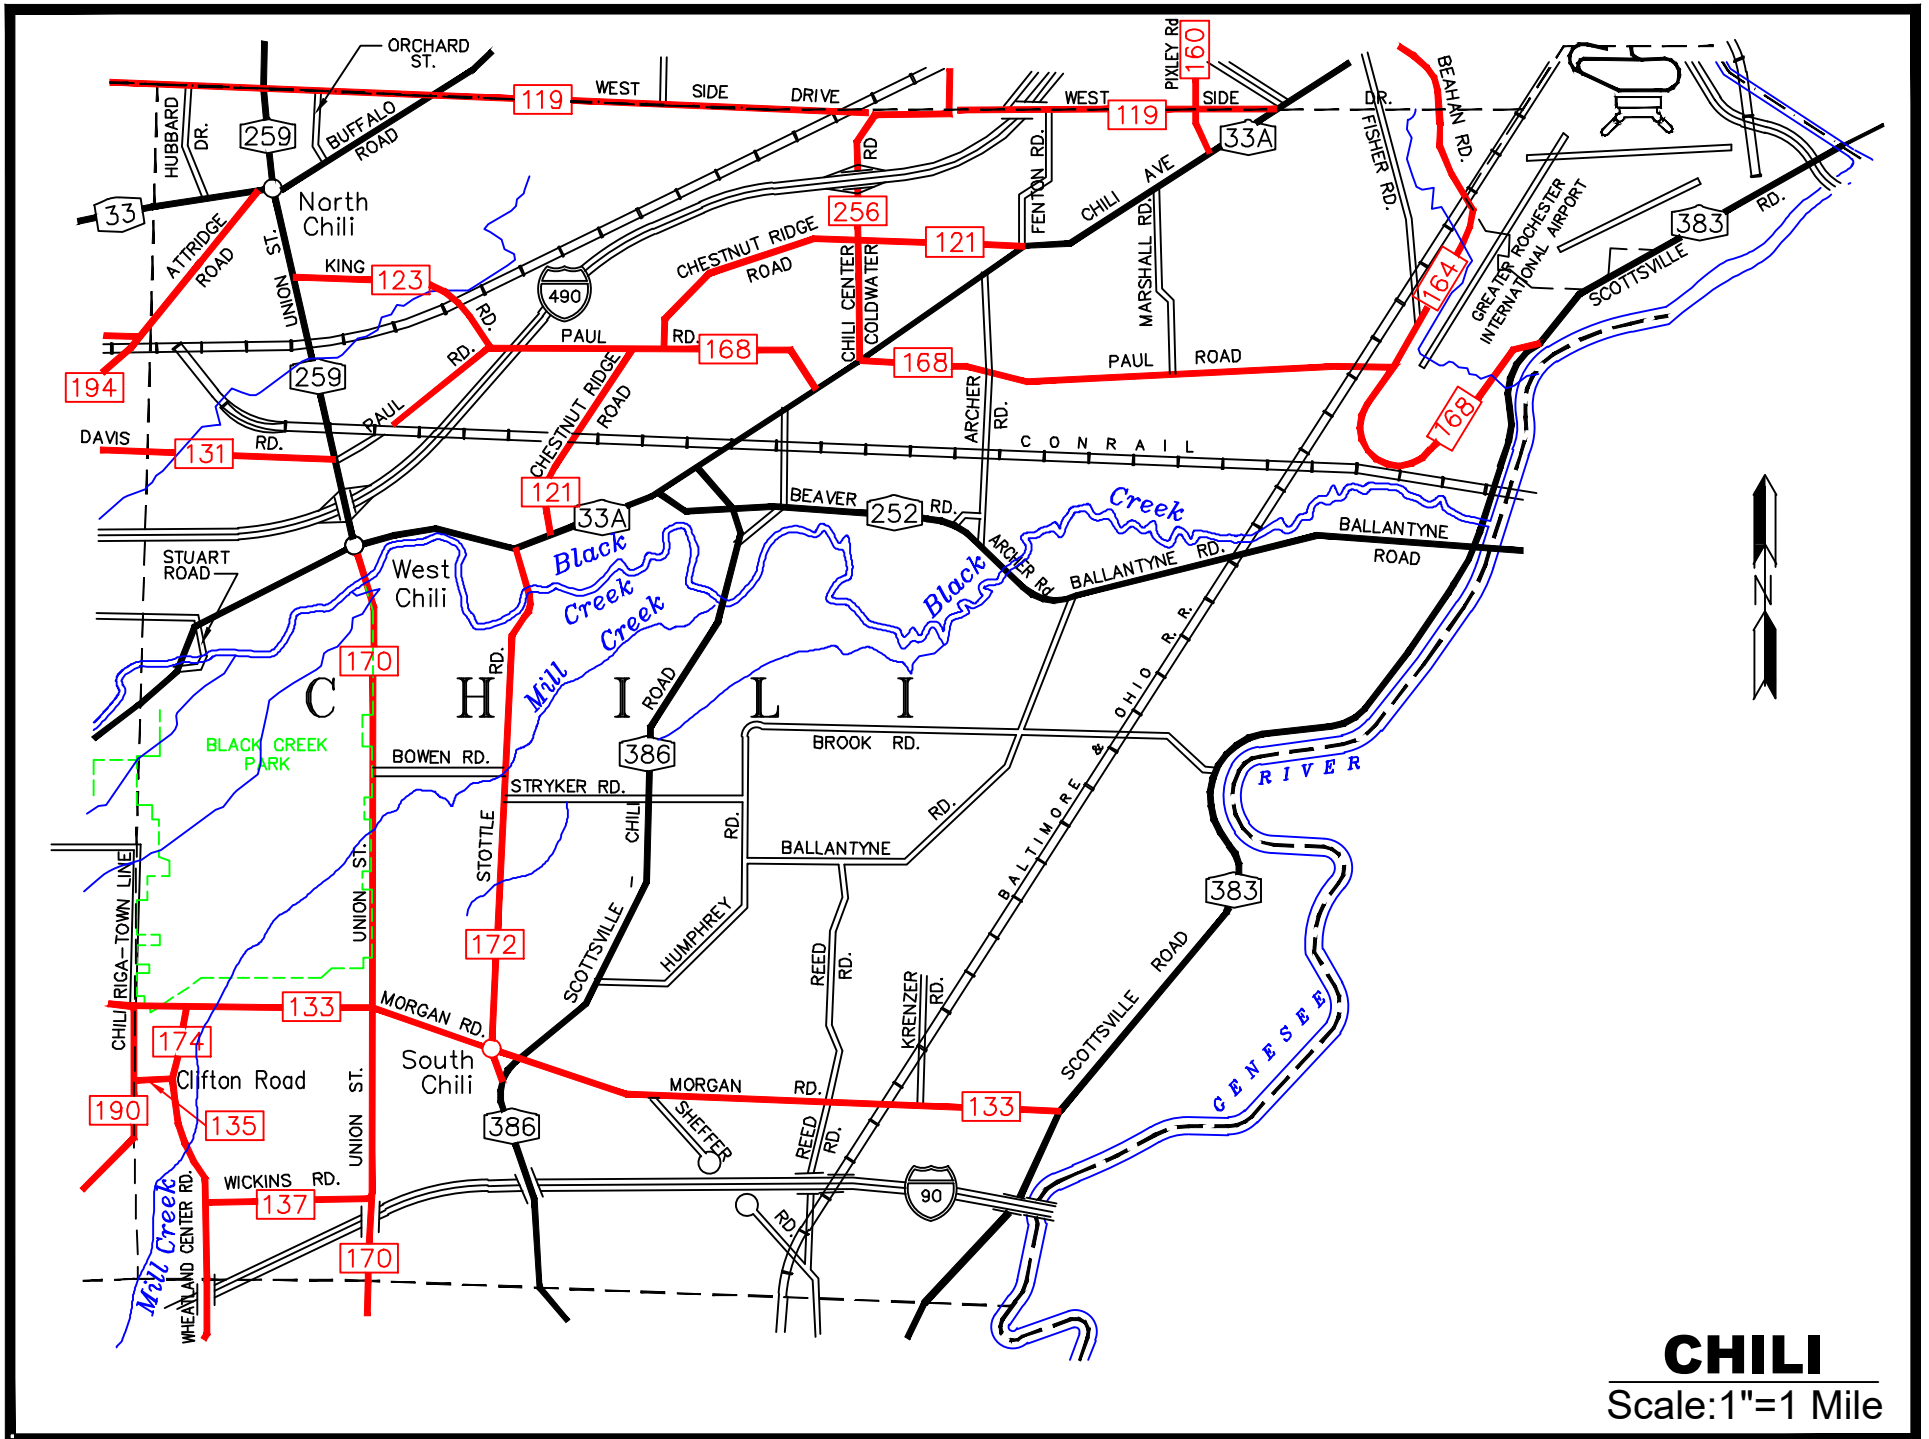 ORCHARD
ST.
PIXLEY Rd
160
BEAHAN RD.
119
WEST SIDE DRIVE
WEST SIDE DR.
119
HUBBARD
DR.
259
BUFFALO
ROAD
33A
FISHER RD.
RD
FENTON RD.
33
North
Chili
ATTRIDGE
ROAD
256
CHILI AVE
MARSHALL RD.
GREATER ROCHESTER
INTERNATIONAL AIRPORT
383
RD.
SCOTTSVILLE
UNION ST.
KING
123
RD.
490
CHESTNUT RIDGE
ROAD
121
CHILI CENTER
COLDWATER
164
194
259
PAUL RD.
168
168
PAUL ROAD
RD.
PAUL
CHESTNUT RIDGE
ROAD
ARCHER
RD.
168
DAVIS
131
RD.
CONRAIL
121
33A
BEAVER
252
RD.
Creek
BALLANTYNE
ROAD
STUART
ROAD
West
Chili
Black
Creek
Creek
Black
ARCHER Rd
BALLANTYNE RD.
170
RD.
Mill
ROAD
N
C H I L I
BLACK CREEK
PARK
BOWEN RD.
386
BROOK RD.
BALTIMORE & OHIO R. R.
RIVER
STRYKER RD.
CHILI
RD.
RD.
STOTTLE
BALLANTYNE
383
CHILI RIGA-TOWN LINE
UNION ST.
172
SCOTTSVILLE -
HUMPHREY
REED
RD.
KRENZER
RD.
SCOTTSVILLE ROAD
GENESEE
133
MORGAN RD.
174
South
Chili
Clifton Road
190
135
386
MORGAN RD.
133
UNION ST.
SHEFFER
REED
RD.
WICKINS RD.
137
90
RD.
170
Mill Creek
WHEATLAND CENTER RD.
CHILI
Scale:1"=1 Mile